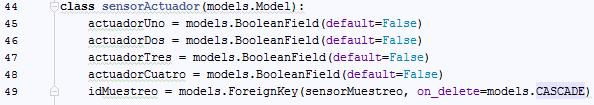 44 class sensorActuador(models.Model):
45 actuadorUno = models.BooleanField(default=False)
46 actuadorDos = models.BooleanField(default=False)
47 actuadorTres = models.BooleanField(default=False)
48 actuadorCuatro = models.BooleanField(default=False)
49 idMuestreo = models.ForeignKey(sensorMuestreo, on_delete=models.CASCADE)